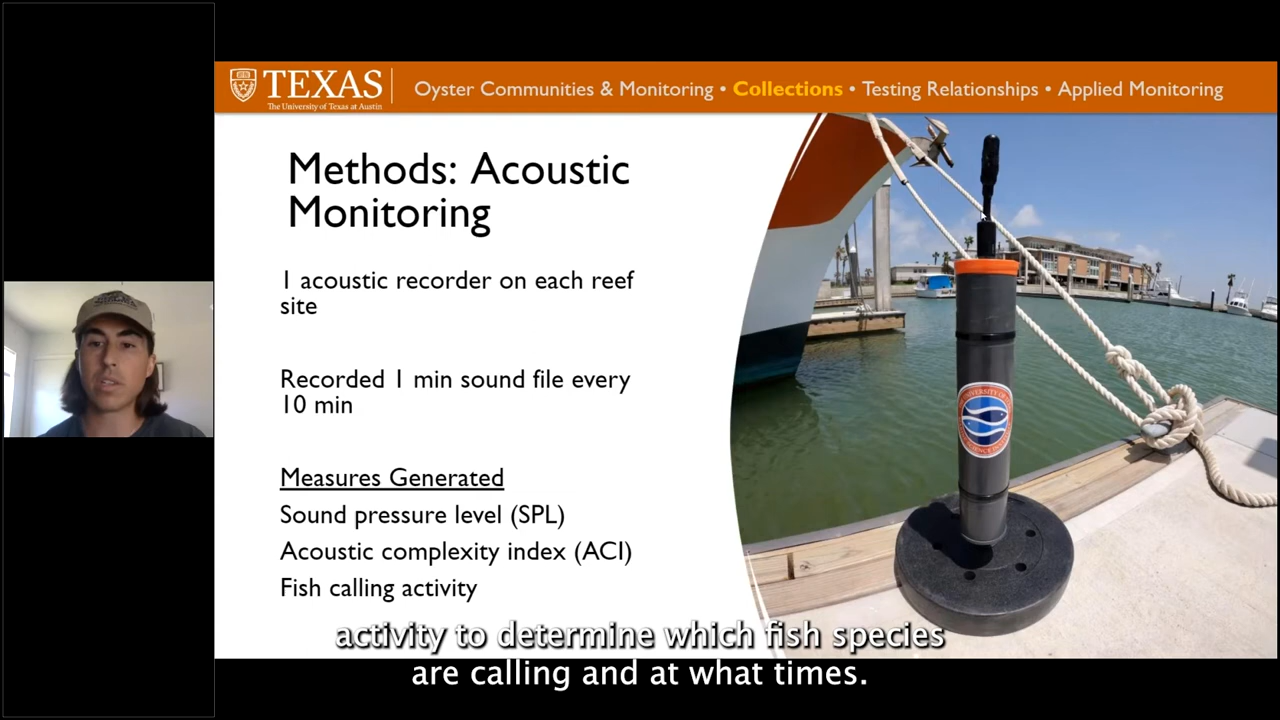 TEXAS
The University of Texas at Austin
Oyster Communities & Monitoring • Collections • Testing Relationships • Applied Monitoring
Methods: Acoustic
Monitoring
1 acoustic recorder on each reef
site
Recorded 1 min sound file every
10 min
Measures Generated
Sound pressure level (SPL)
Acoustic complexity index (ACI)
Fish calling activity
activity to determine which fish species
are calling and at what times.